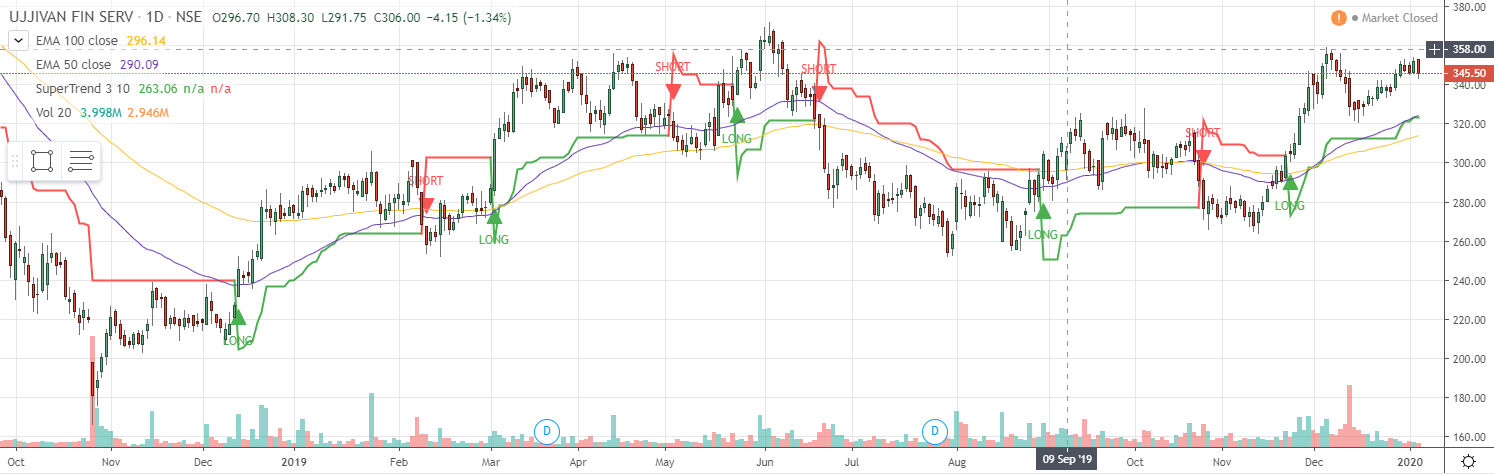 UJJIVAN FIN SERV · 1D · NSE O296.70 H308.30 L291.75 C306.00 −4.15 (−1.34%)
! Market Closed
EMA 100 close 296.14
EMA 50 close 290.09
SuperTrend 3 10 263.06 n/a n/a
Vol 20 3.998M 2.946M
380.00
358.00
345.50
340.00
320.00
300.00
280.00
260.00
240.00
220.00
200.00
180.00
160.00
SHORT
SHORT
SHORT
SHORT
LONG
LONG
LONG
LONG
LONG
D
D
Oct Nov Dec 2019 Feb Mar Apr May Jun Jul Aug 09 Sep '19 Oct Nov Dec 2020